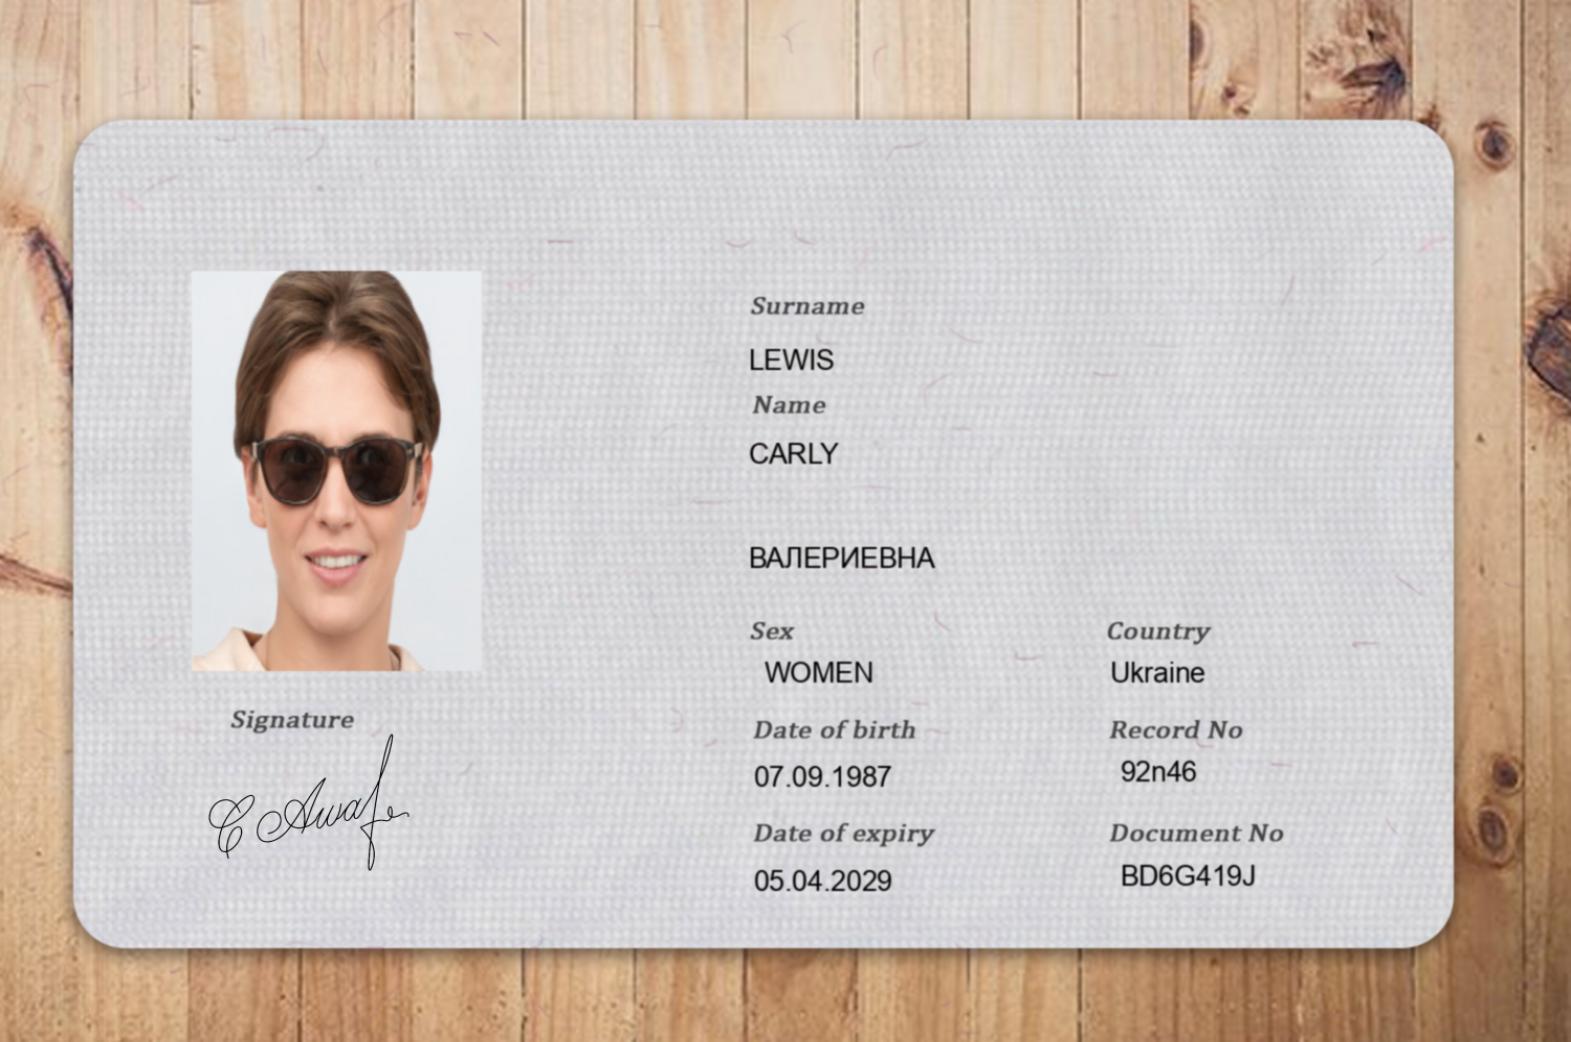 Surname
LEWIS
Name
CARLY
ВАЛЕРИЕВНА
Sex Country
WOMEN Ukraine
Date of birth Record No
07.09.1987 92n46
Date of expiry Document No
05.04.2029 BD6G419J
Signature